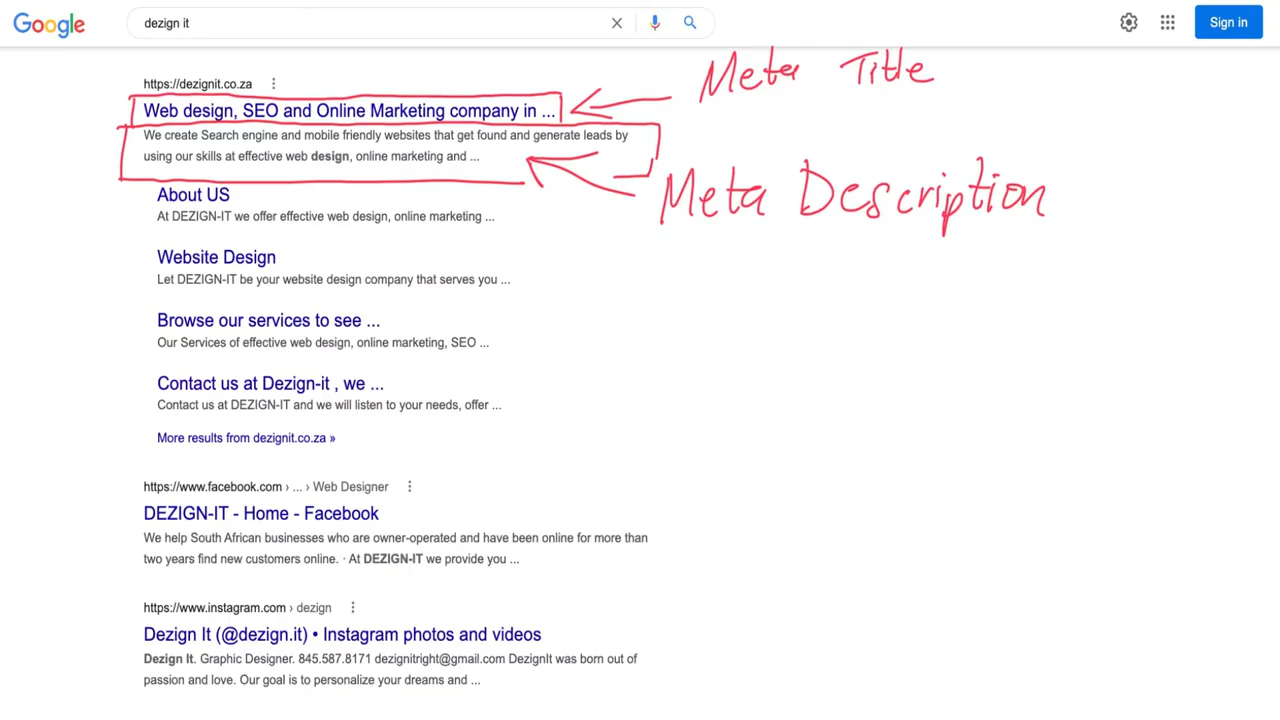 Google
dezign it
Sign in
Meta Title
https://dezignit.co.za
Web design, SEO and Online Marketing company in ...
We create Search engine and mobile friendly websites that get found and generate leads by
using our skills at effective web design, online marketing and ...
Meta Description
About US
At DEZIGN-IT we offer effective web design, online marketing ...
Website Design
Let DEZIGN-IT be your website design company that serves you ...
Browse our services to see ...
Our Services of effective web design, online marketing, SEO ...
Contact us at Dezign-it , we ...
Contact us at DEZIGN-IT and we will listen to your needs, offer ...
More results from dezignit.co.za »
https://www.facebook.com › ... › Web Designer
DEZIGN-IT - Home - Facebook
We help South African businesses who are owner-operated and have been online for more than
two years find new customers online. · At DEZIGN-IT we provide you ...
https://www.instagram.com › dezign
Dezign It (@dezign.it) • Instagram photos and videos
Dezign It. Graphic Designer. 845.587.8171 dezignitright@gmail.com DezignIt was born out of
passion and love. Our goal is to personalize your dreams and ...